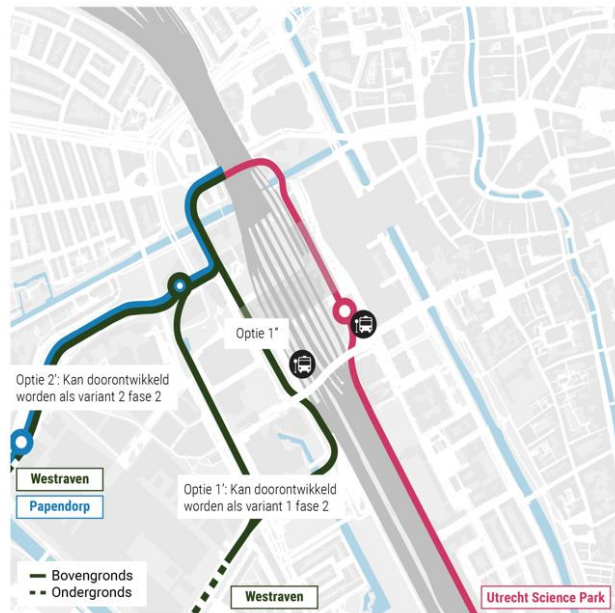 Optie 1”
Optie 2’: Kan doorontwikkeld
worden als variant 2 fase 2
Westraven
Papendorp
Optie 1’: Kan doorontwikkeld
worden als variant 1 fase 2
Bovengronds
Ondergronds
Westraven
Utrecht Science Park